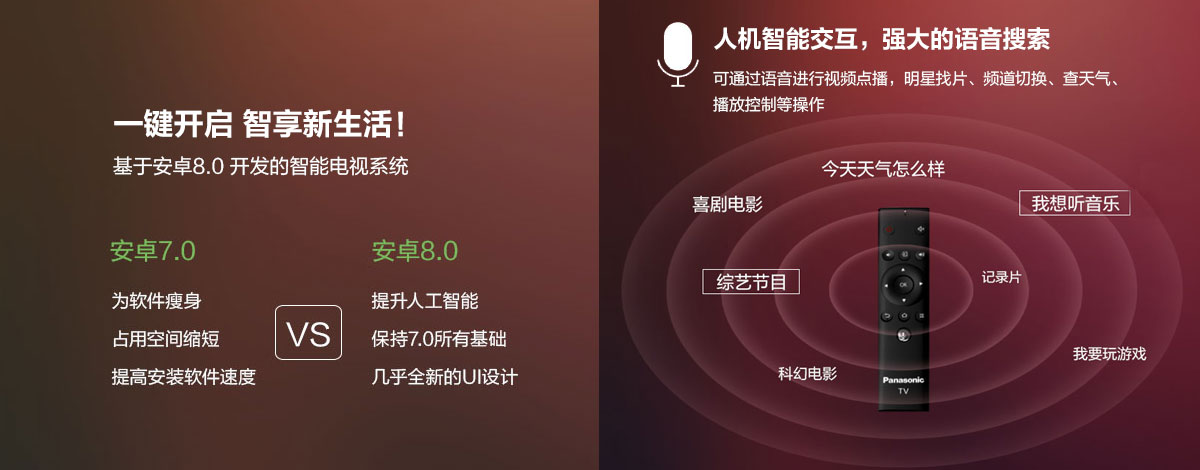 一键开启 智享新生活！
基于安卓8.0 开发的智能电视系统
安卓7.0
为软件瘦身
占用空间缩短
提高安装软件速度
VS
安卓8.0
提升人工智能
保持7.0所有基础
几乎全新的UI设计
人机智能交互，强大的语音搜索
可通过语音进行视频点播，明星找片、频道切换、查天气、
播放控制等操作
今天天气怎么样
喜剧电影
我想听音乐
综艺节目
记录片
我要玩游戏
科幻电影
OK
Panasonic
TV